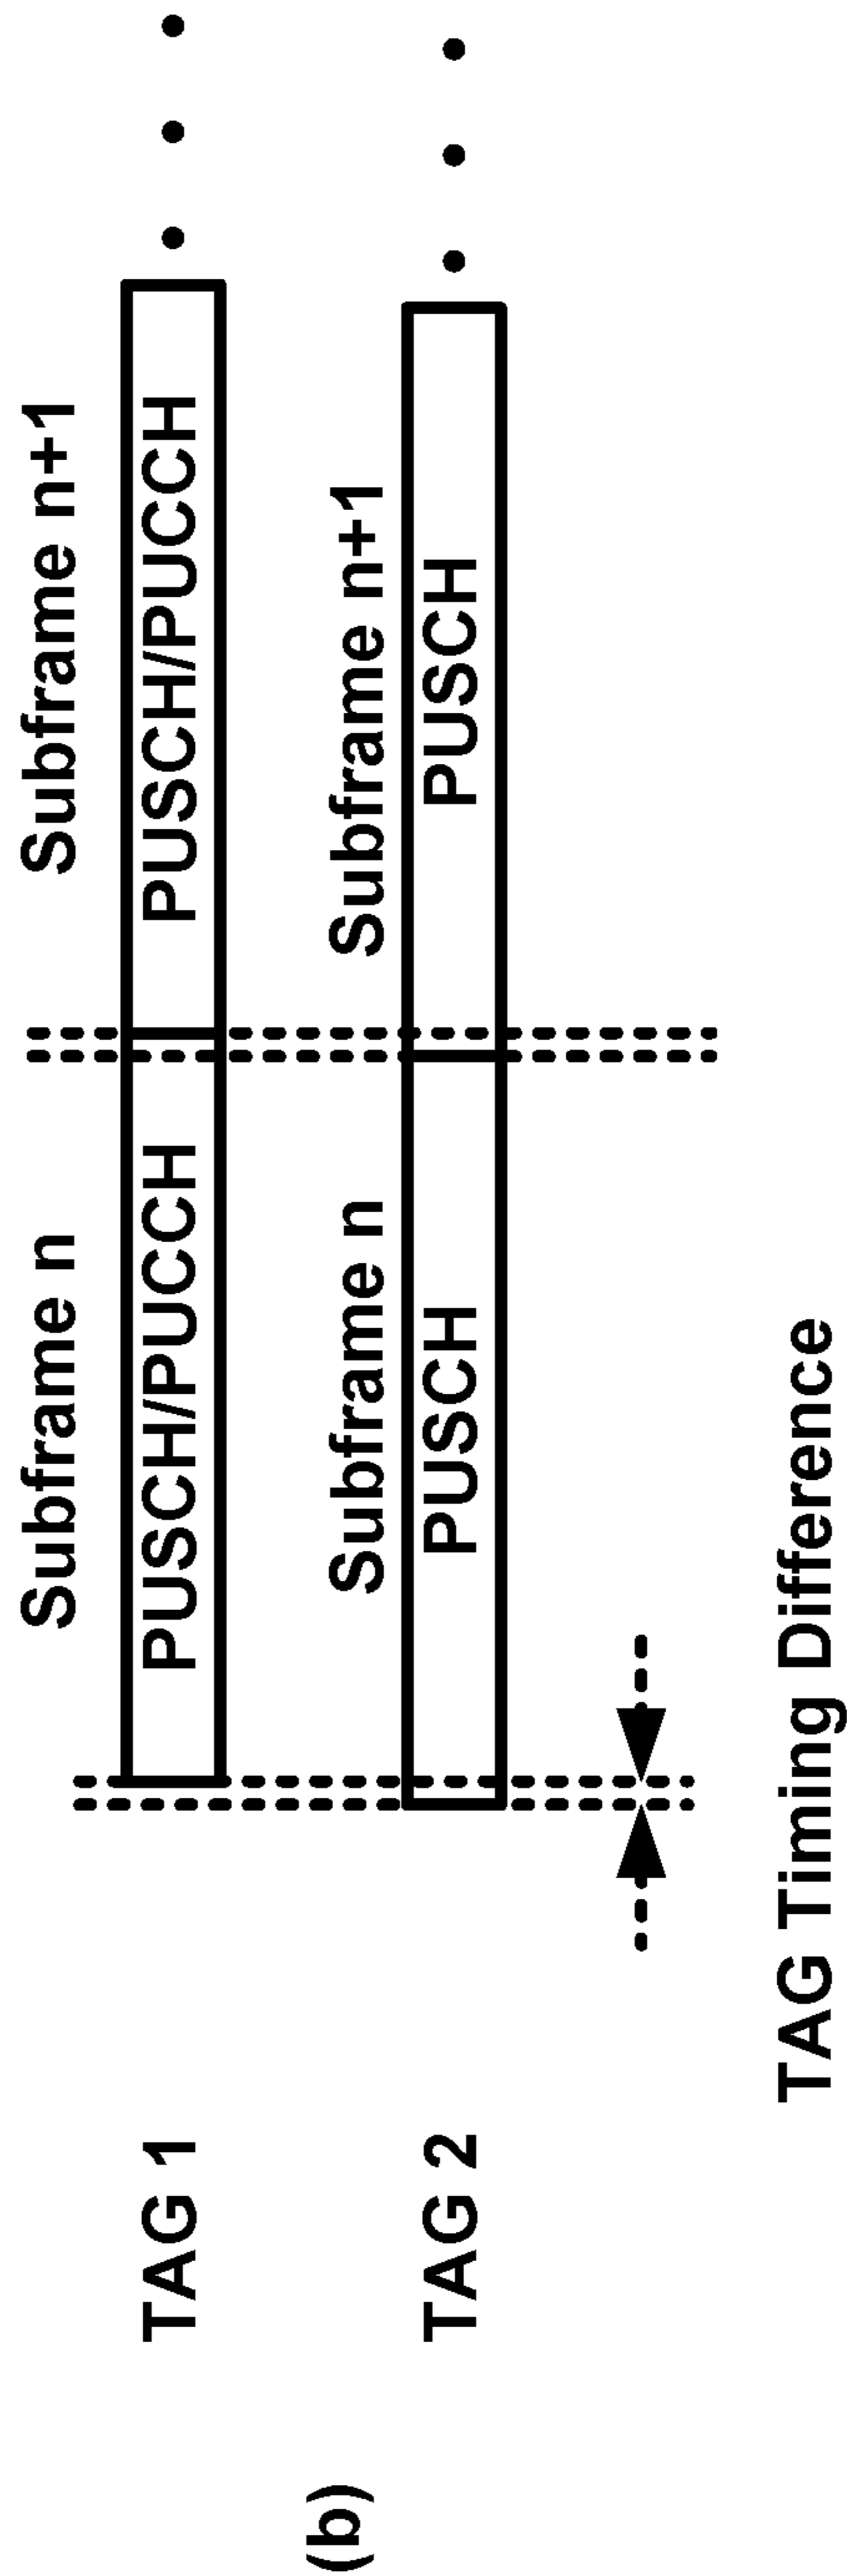 Subframe n Subframe n+1
TAG 1 PUSCH/PUCCH PUSCH/PUCCH
Subframe n Subframe n+1
(b)
TAG 2 PUSCH PUSCH
TAG Timing Difference